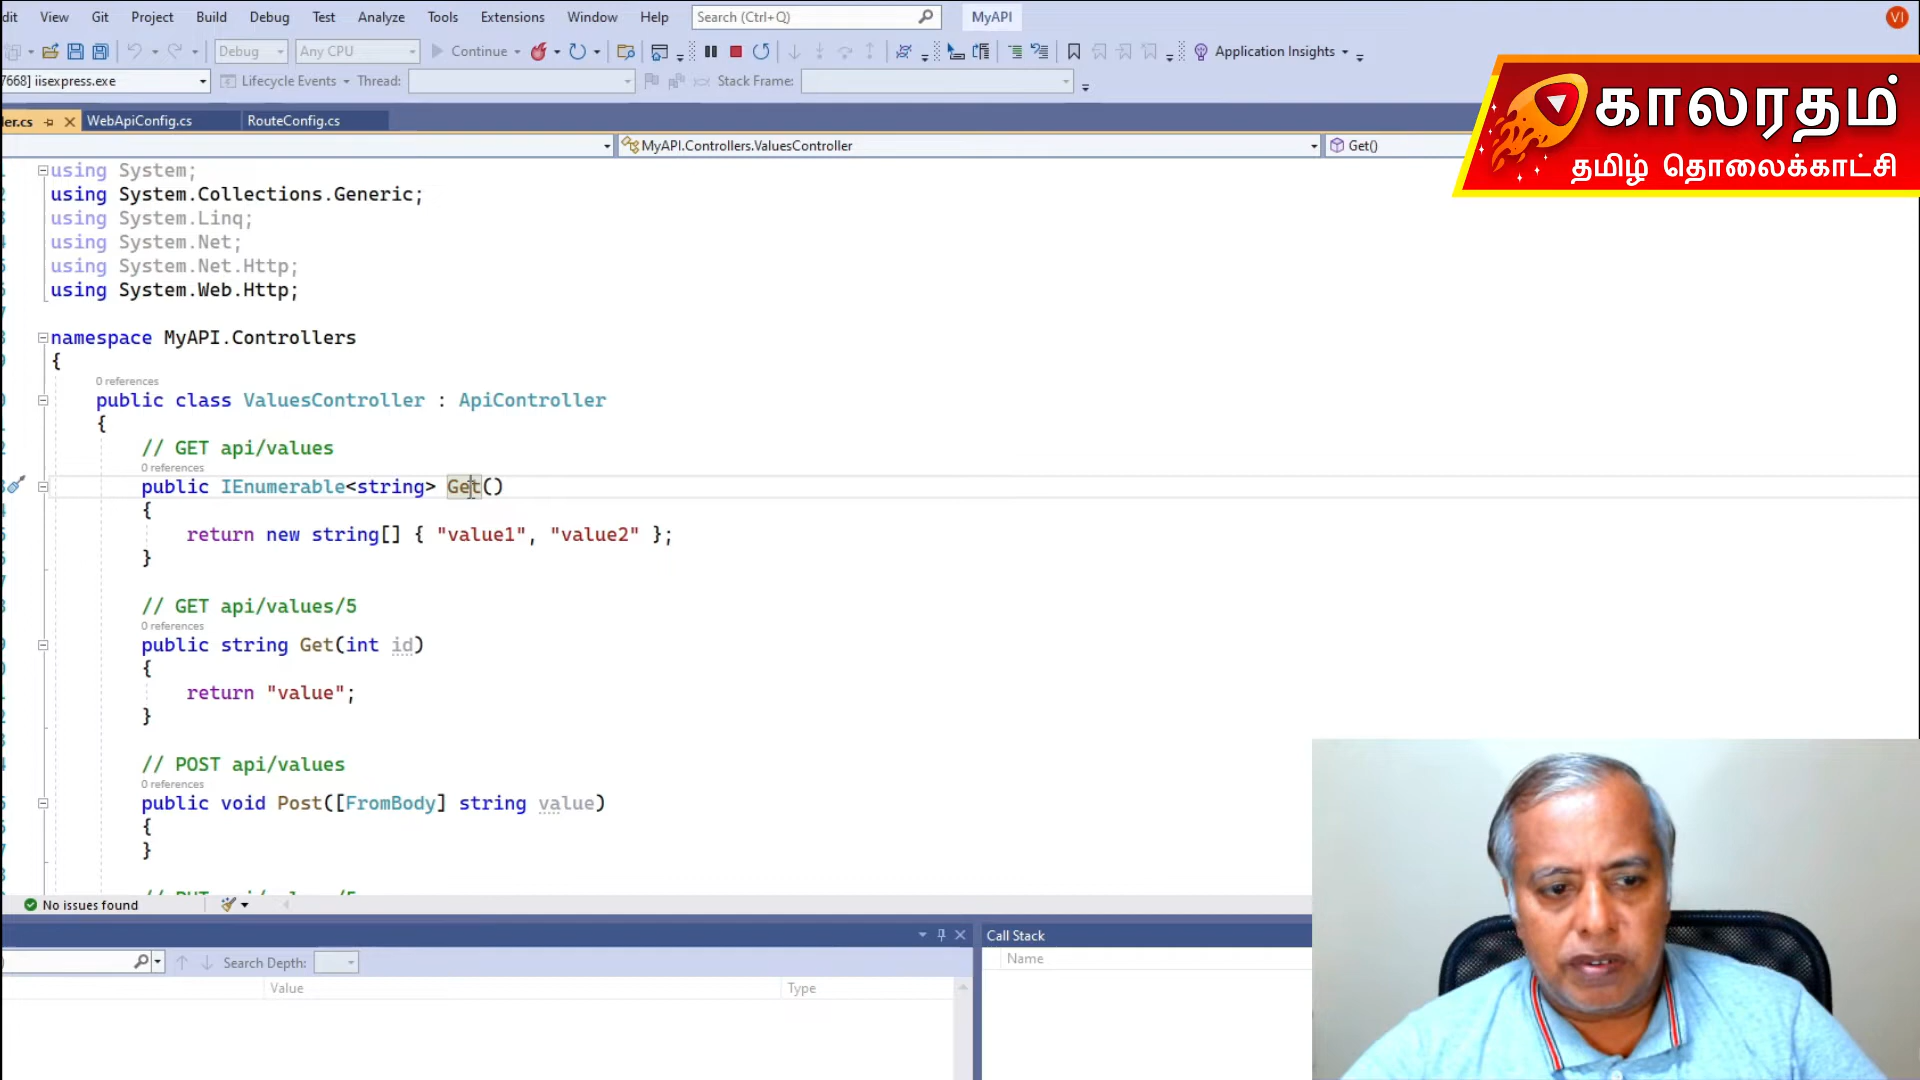 dit View Git Project Build Debug Test Analyze Tools Extensions Window Help Search (Ctrl+Q) MyAPI VI
Debug Any CPU Continue Application Insights
7668] iisexpress.exe Lifecycle Events Thread: Stack Frame:
காலரதம்
தமிழ் தொலைக்காட்சி
ler.cs WebApiConfig.cs RouteConfig.cs
MyAPI.Controllers.ValuesController Get()
using System;
using System.Collections.Generic;
using System.Linq;
using System.Net;
using System.Net.Http;
using System.Web.Http;
namespace MyAPI.Controllers
{
0 references
public class ValuesController : ApiController
{
// GET api/values
0 references
public IEnumerable<string> Get()
{
return new string[] { "value1", "value2" };
}
// GET api/values/5
0 references
public string Get(int id)
{
return "value";
}
// POST api/values
0 references
public void Post([FromBody] string value)
{
}
No issues found
Call Stack
Search Depth: Name
Value Type